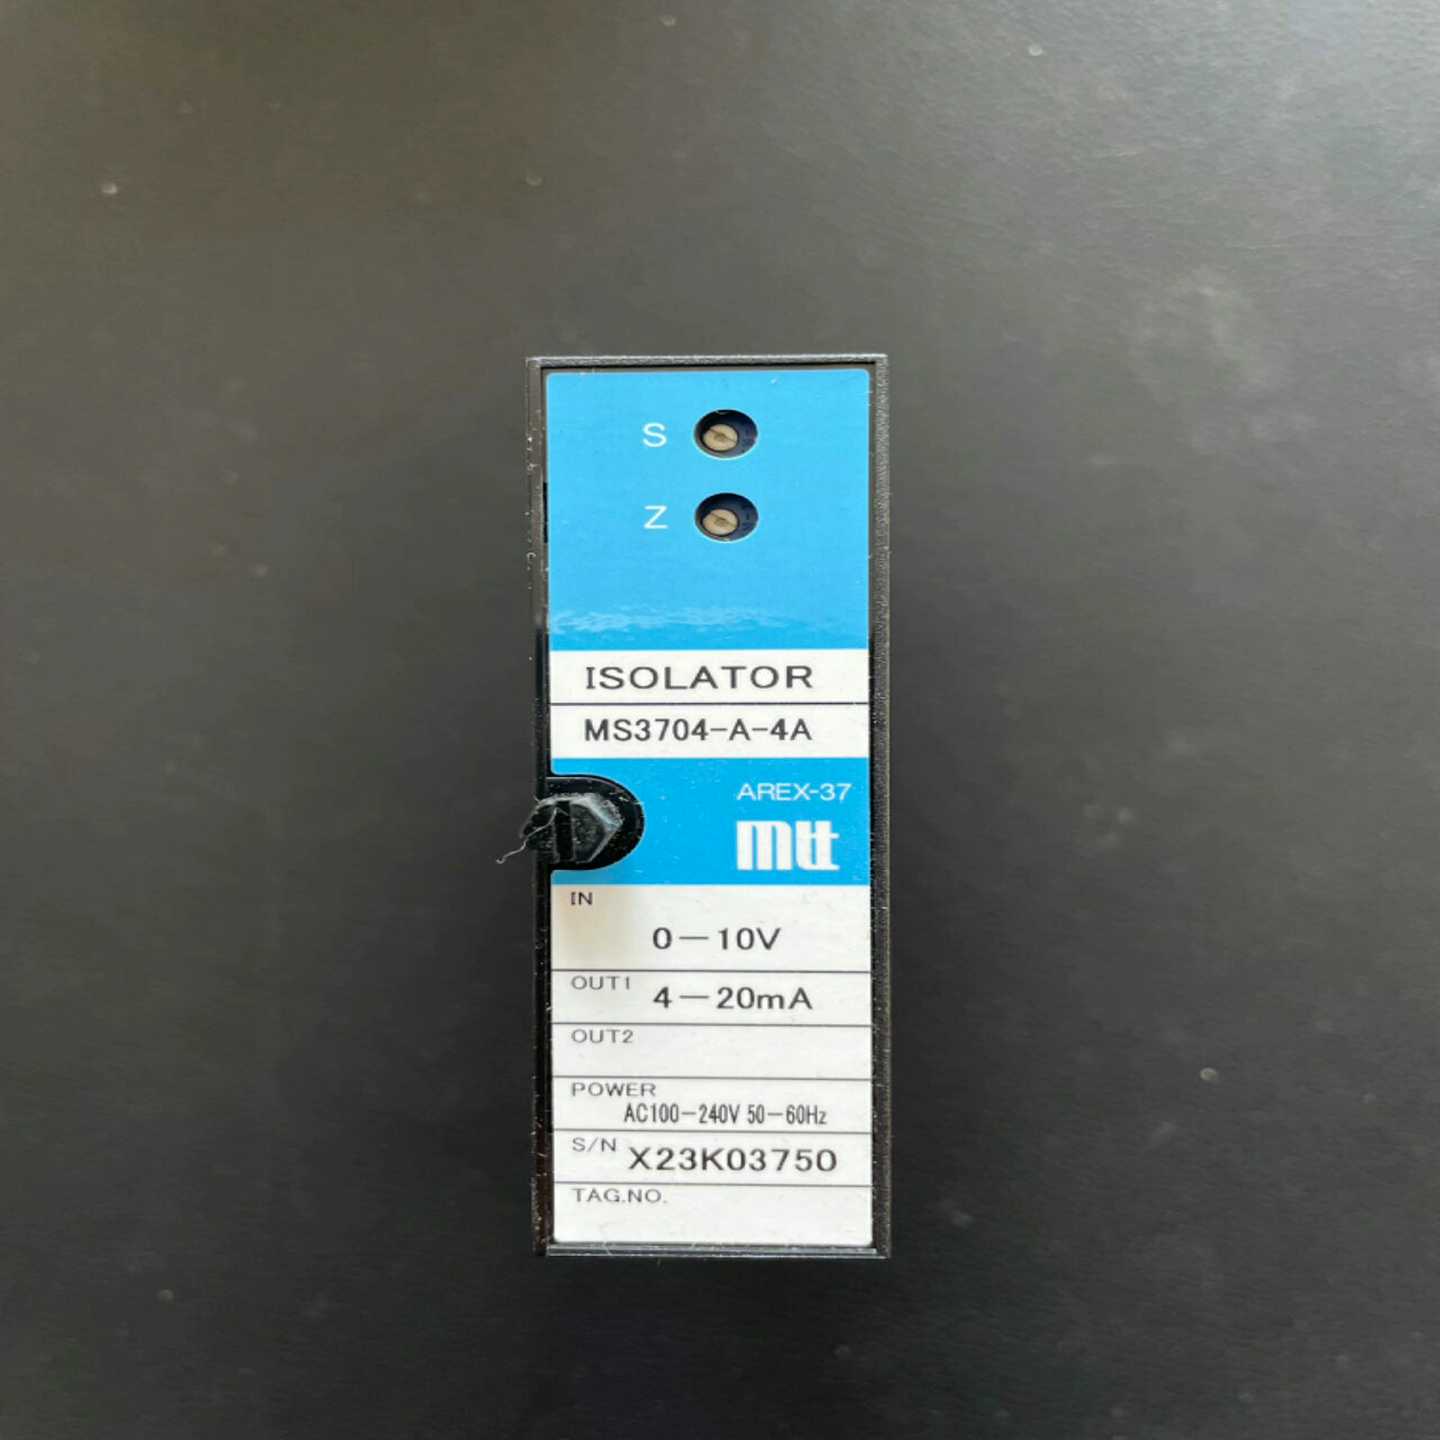 S
Z
ISOLATOR
MS3704-A-4A
AREX-37
mtt
IN
0-10V
OUT1 4-20mA
OUT2
POWER
AC100-240V 50-60Hz
S/N X23K03750
TAG.NO.